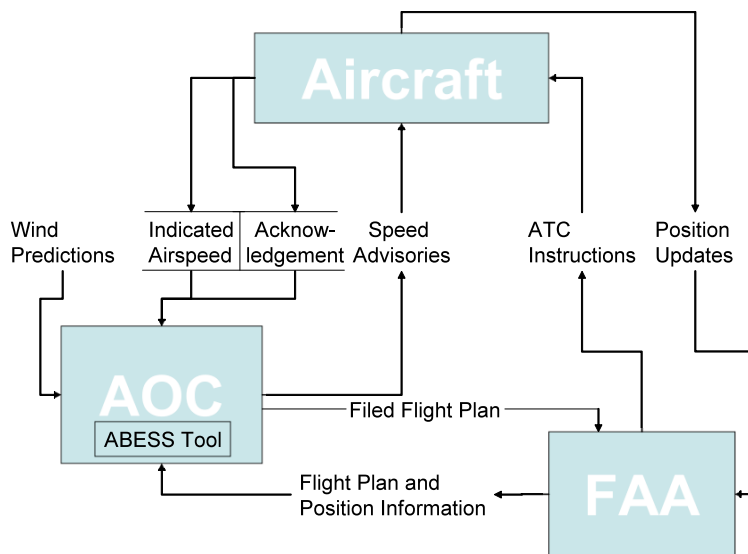 Aircraft
Wind
Predictions
Indicated
Airspeed
Acknow-
ledgement
Speed
Advisories
ATC
Instructions
Position
Updates
AOC
ABESS Tool
Filed Flight Plan
Flight Plan and
Position Information
FAA